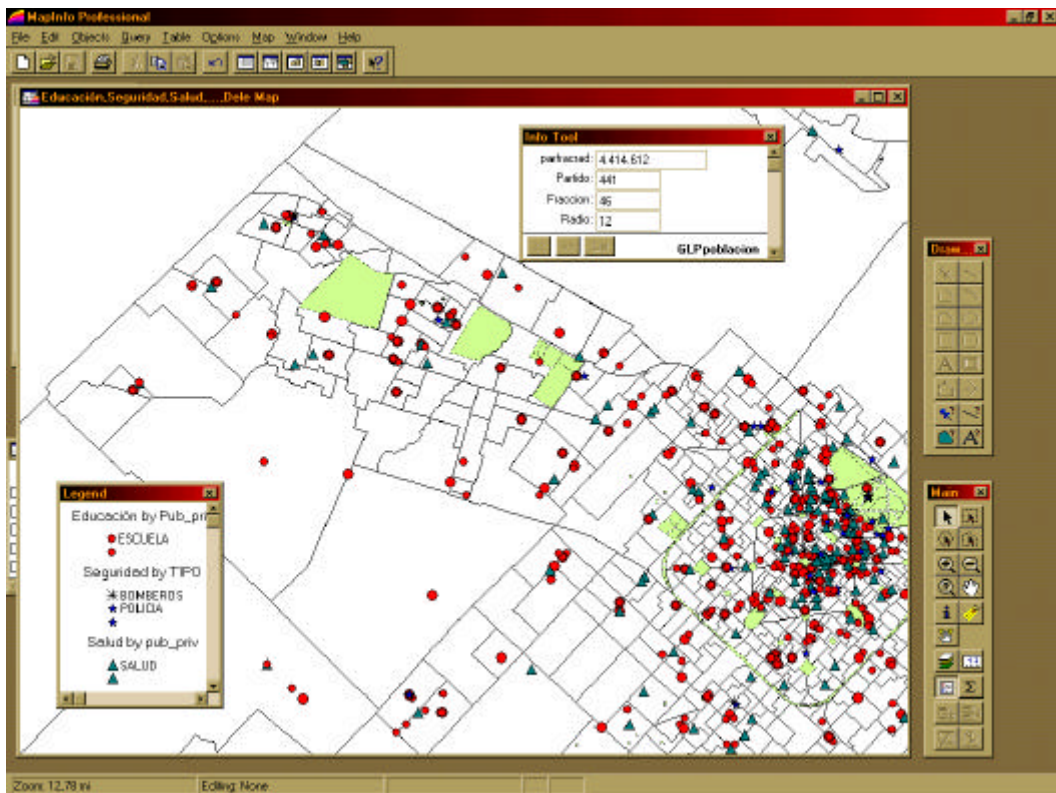 MapInfo Professional
File Edit Objects Query Table Options Map Window Help
Educación,Seguridad,Salud,...,Dele Map
Info Tool
parfracrad: 4.414.612
Partido: 441
Fraccion: 46
Radio: 12
GLPpoblacion
Draw...
Legend
Educación by Pub_pri
ESCUELA
Seguridad by TIPO
BOMBEROS
POLICIA
Salud by pub_priv
SALUD
Main
Zoom: 12.78 mi
Editing: None